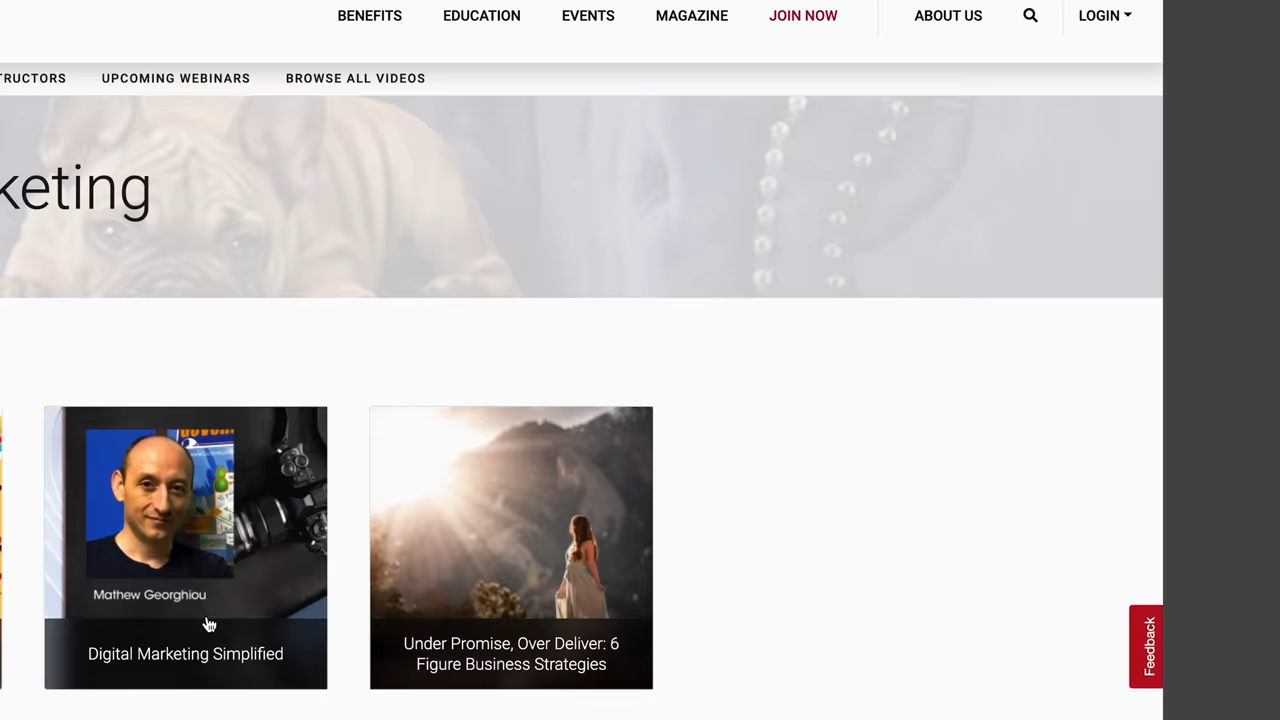 BENEFITS EDUCATION EVENTS MAGAZINE JOIN NOW ABOUT US LOGIN
TRUCTORS UPCOMING WEBINARS BROWSE ALL VIDEOS
keting
Mathew Georghiou
Digital Marketing Simplified
Under Promise, Over Deliver: 6
Figure Business Strategies
Feedback